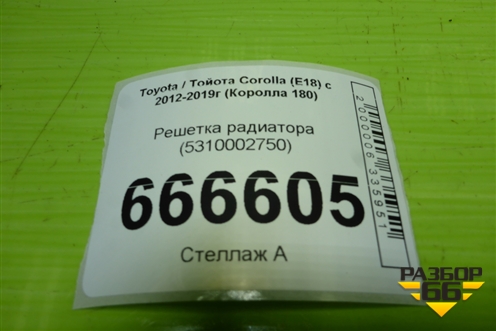 Toyota / Тойота Corolla (E18) с
2012-2019г (Королла 180)
Решетка радиатора
(5310002750)
666605
Стеллаж А
2000006335951
РАЗБОР
66